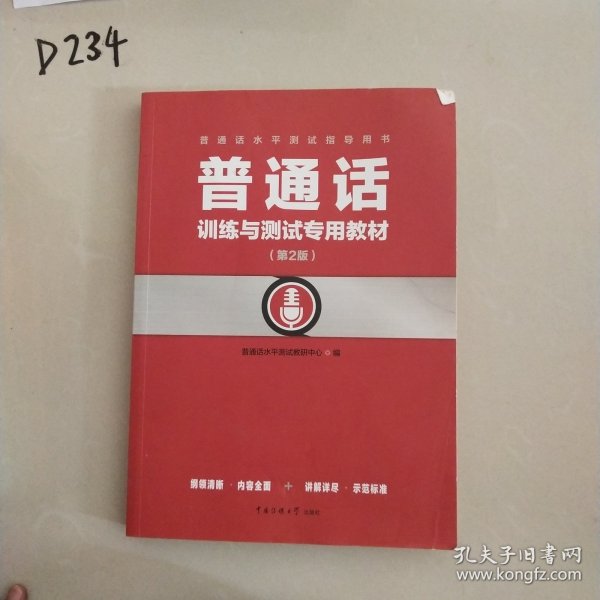 D234
普通话水平测试指导用书
普通话
训练与测试专用教材
（第2版）
普通话水平测试教研中心 编
纲领清晰·内容全面 + 讲解详尽·示范标准
中国传媒大学 出版社
孔夫子旧书网
www.kongfz.com